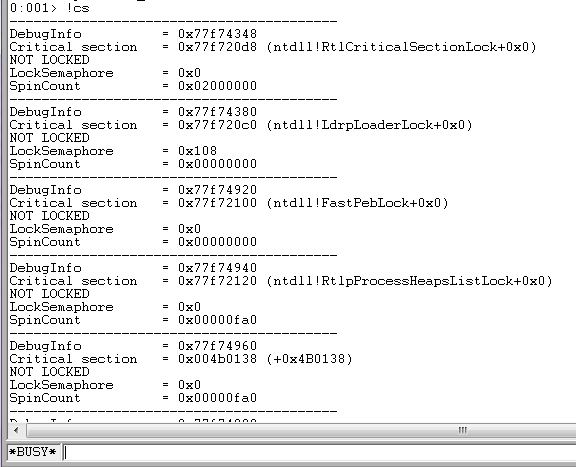 0:001> !cs
-----------------------------------------
DebugInfo          = 0x77f74348
Critical section   = 0x77f720d8 (ntdll!RtlCriticalSectionLock+0x0)
NOT LOCKED
LockSemaphore      = 0x0
SpinCount          = 0x02000000
-----------------------------------------
DebugInfo          = 0x77f74380
Critical section   = 0x77f720c0 (ntdll!LdrpLoaderLock+0x0)
NOT LOCKED
LockSemaphore      = 0x108
SpinCount          = 0x00000000
-----------------------------------------
DebugInfo          = 0x77f74920
Critical section   = 0x77f72100 (ntdll!FastPebLock+0x0)
NOT LOCKED
LockSemaphore      = 0x0
SpinCount          = 0x00000000
-----------------------------------------
DebugInfo          = 0x77f74940
Critical section   = 0x77f72120 (ntdll!RtlpProcessHeapsListLock+0x0)
NOT LOCKED
LockSemaphore      = 0x0
SpinCount          = 0x00000fa0
-----------------------------------------
DebugInfo          = 0x77f74960
Critical section   = 0x004b0138 (+0x4B0138)
NOT LOCKED
LockSemaphore      = 0x0
SpinCount          = 0x00000fa0
-----------------------------------------
*BUSY*